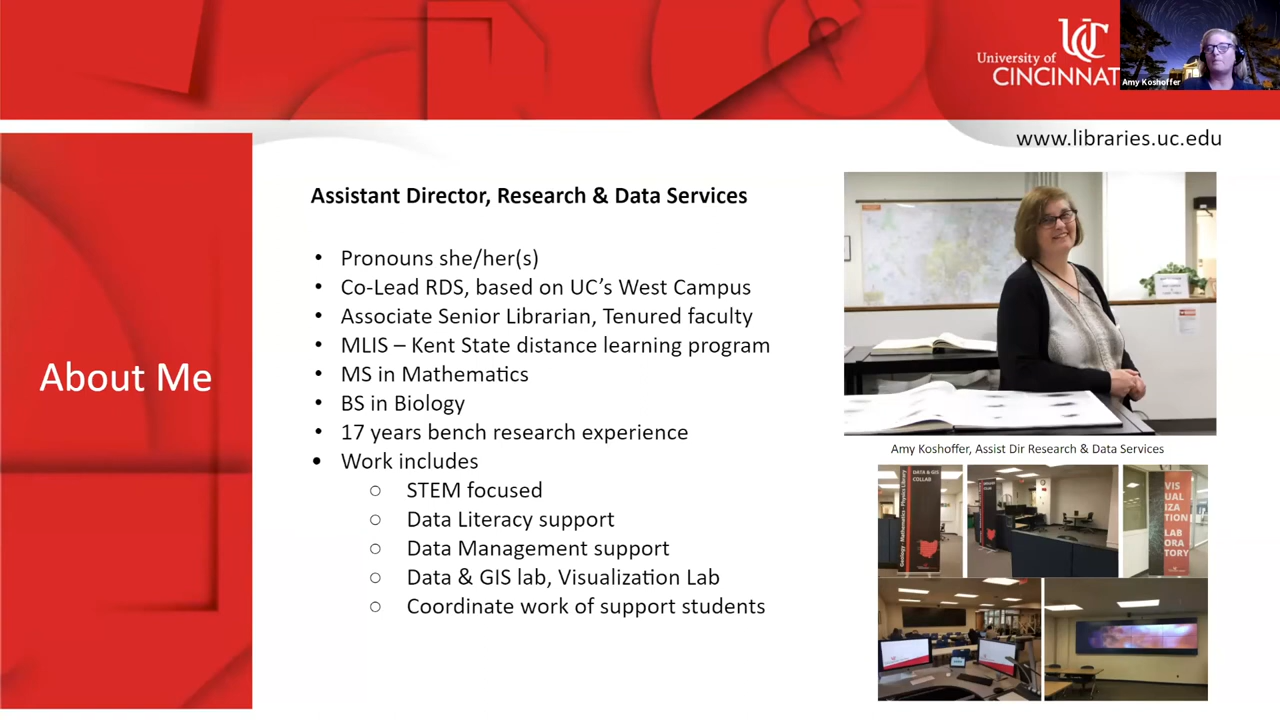 University of
CINCINNAT
Amy Koshoffer
www.libraries.uc.edu
About Me
Assistant Director, Research & Data Services
• Pronouns she/her(s)
• Co-Lead RDS, based on UC’s West Campus
• Associate Senior Librarian, Tenured faculty
• MLIS – Kent State distance learning program
• MS in Mathematics
• BS in Biology
• 17 years bench research experience
• Work includes
○ STEM focused
○ Data Literacy support
○ Data Management support
○ Data & GIS lab, Visualization Lab
○ Coordinate work of support students
Amy Koshoffer, Assist Dir Research & Data Services
DATA & GIS
COLLAB
Geology - Mathematics - Physics Library
VIS
UAL
IZA
TION
LAB
ORA
TORY